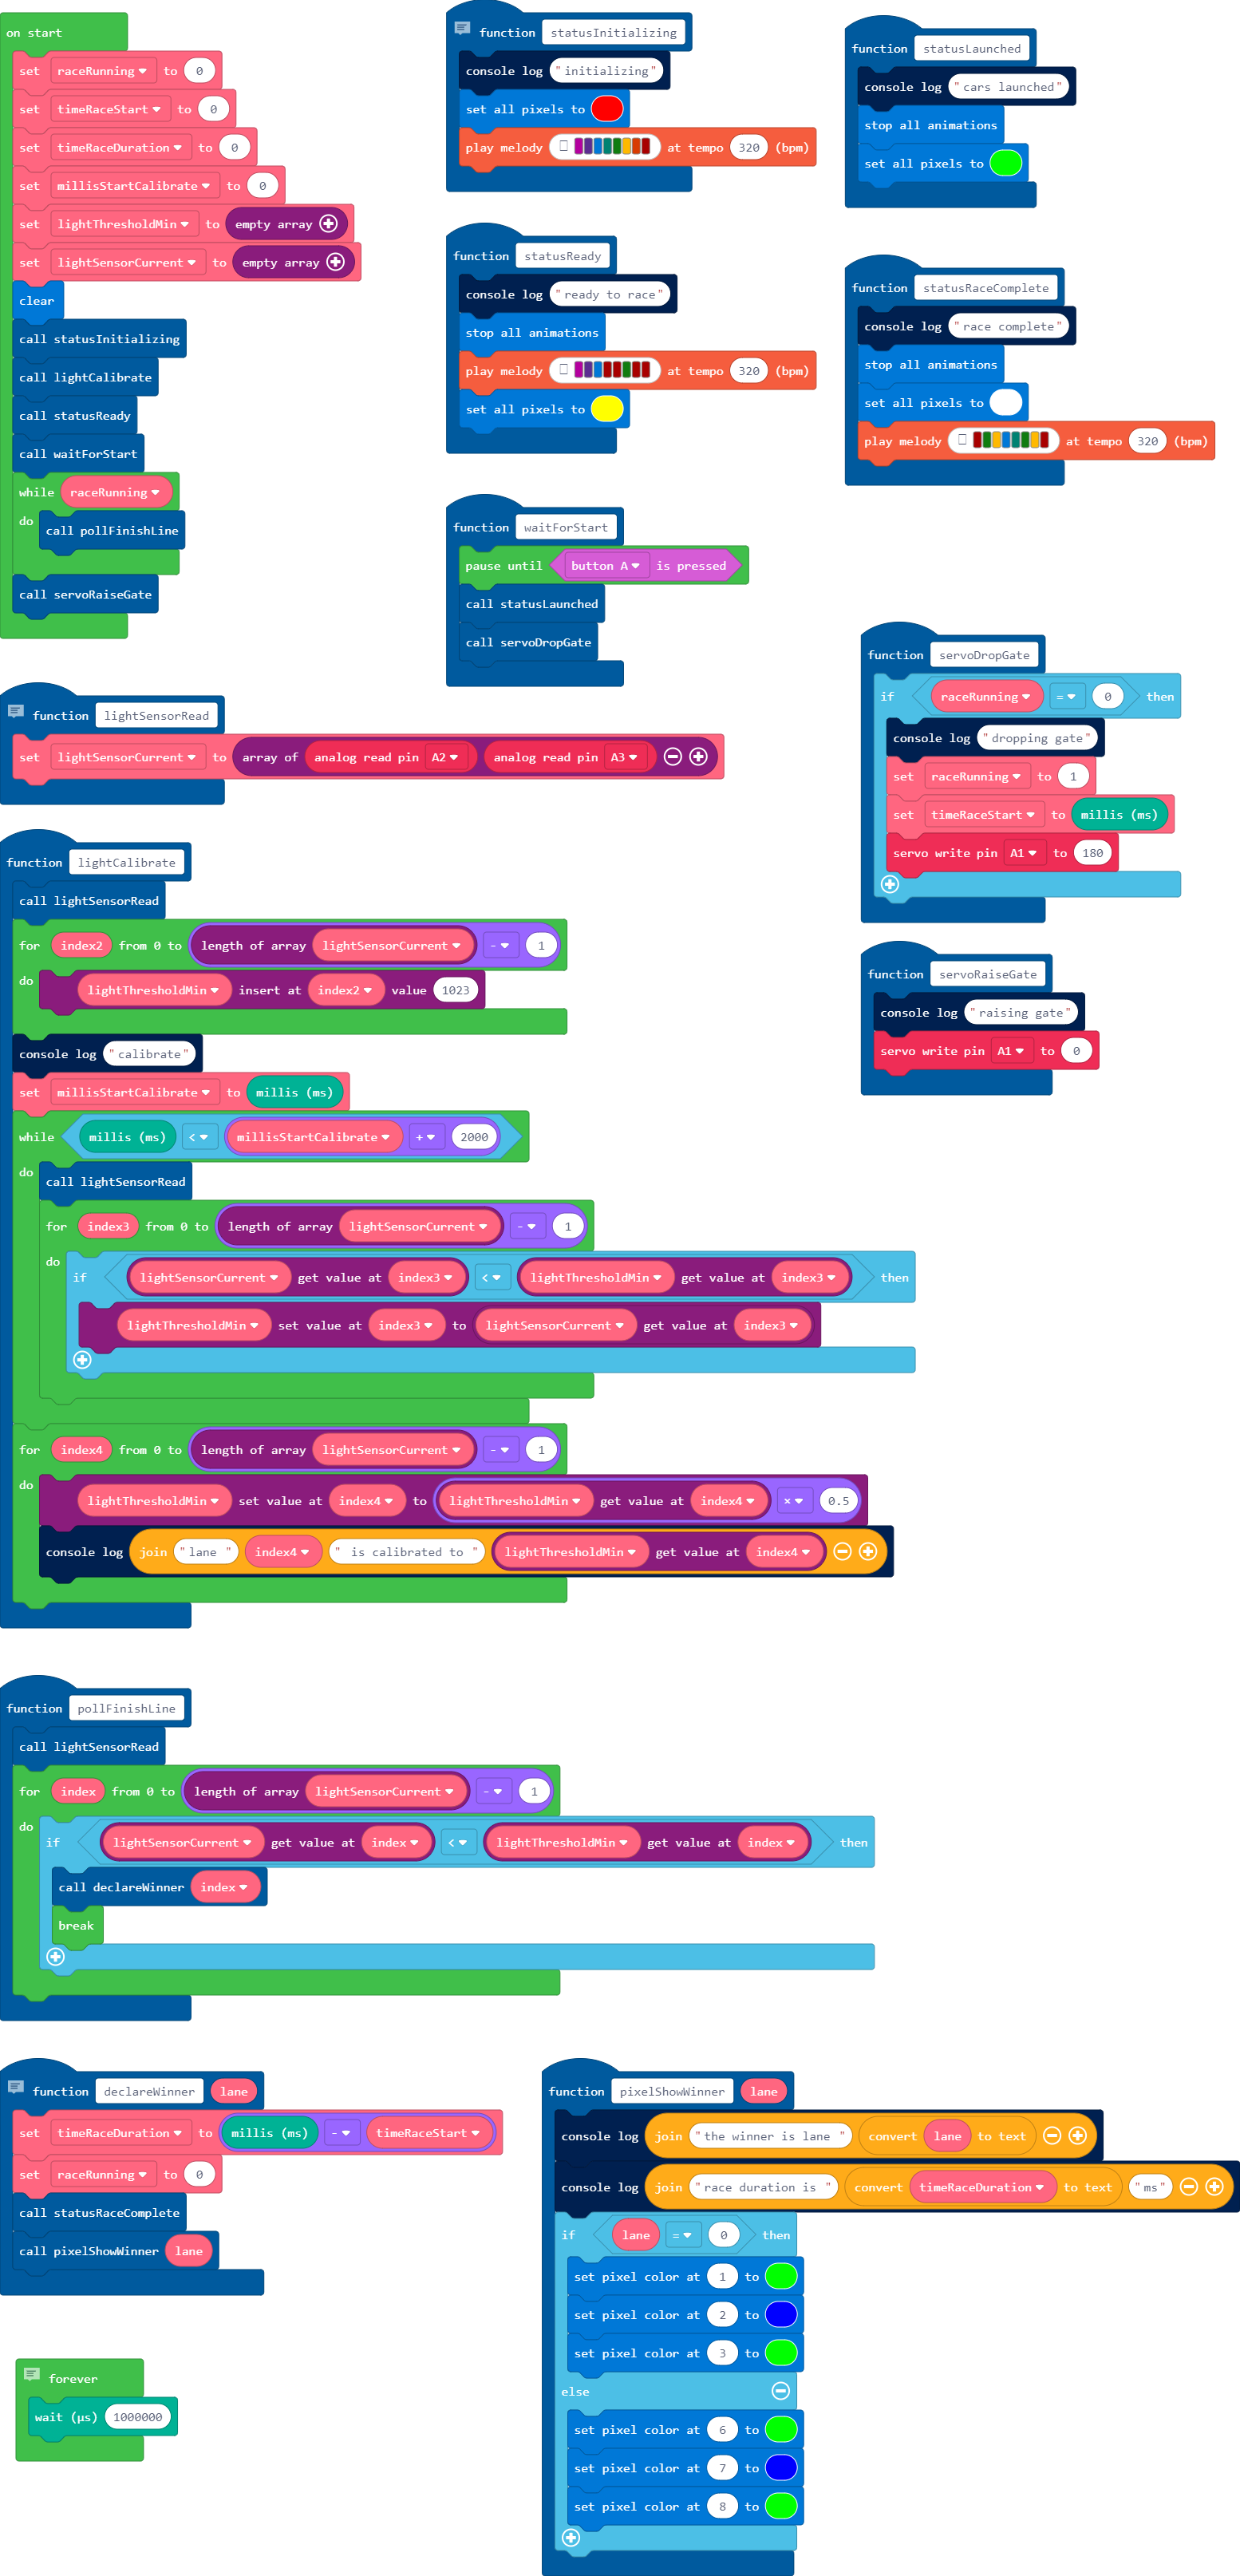 on start
set raceRunning to 0
set timeRaceStart to 0
set timeRaceDuration to 0
set millisStartCalibrate to 0
set lightThresholdMin to empty array
set lightSensorCurrent to empty array
clear
call statusInitializing
call lightCalibrate
call statusReady
call waitForStart
while raceRunning
do call pollFinishLine
call servoRaiseGate
function statusInitializing
console log "initializing"
set all pixels to
play melody at tempo 320 (bpm)
function statusReady
console log "ready to race"
stop all animations
play melody at tempo 320 (bpm)
set all pixels to
function waitForStart
pause until button A is pressed
call statusLaunched
call servoDropGate
function statusLaunched
console log "cars launched"
stop all animations
set all pixels to
function statusRaceComplete
console log "race complete"
stop all animations
set all pixels to
play melody at tempo 320 (bpm)
function servoDropGate
if raceRunning = 0 then
console log "dropping gate"
set raceRunning to 1
set timeRaceStart to millis (ms)
servo write pin A1 to 180
function servoRaiseGate
console log "raising gate"
servo write pin A1 to 0
function lightSensorRead
set lightSensorCurrent to array of analog read pin A2 analog read pin A3
function lightCalibrate
call lightSensorRead
for index2 from 0 to length of array lightSensorCurrent - 1
do lightThresholdMin insert at index2 value 1023
console log "calibrate"
set millisStartCalibrate to millis (ms)
while millis (ms) < millisStartCalibrate + 2000
do call lightSensorRead
for index3 from 0 to length of array lightSensorCurrent - 1
do if lightSensorCurrent get value at index3 < lightThresholdMin get value at index3 then
lightThresholdMin set value at index3 to lightSensorCurrent get value at index3
for index4 from 0 to length of array lightSensorCurrent - 1
do lightThresholdMin set value at index4 to lightThresholdMin get value at index4 × 0.5
console log join "lane " index4 " is calibrated to " lightThresholdMin get value at index4
function pollFinishLine
call lightSensorRead
for index from 0 to length of array lightSensorCurrent - 1
do if lightSensorCurrent get value at index < lightThresholdMin get value at index then
call declareWinner index
break
function declareWinner lane
set timeRaceDuration to millis (ms) - timeRaceStart
set raceRunning to 0
call statusRaceComplete
call pixelShowWinner lane
forever
wait (µs) 1000000
function pixelShowWinner lane
console log join "the winner is lane " convert lane to text
console log join "race duration is " convert timeRaceDuration to text "ms"
if lane = 0 then
set pixel color at 1 to
set pixel color at 2 to
set pixel color at 3 to
else
set pixel color at 6 to
set pixel color at 7 to
set pixel color at 8 to